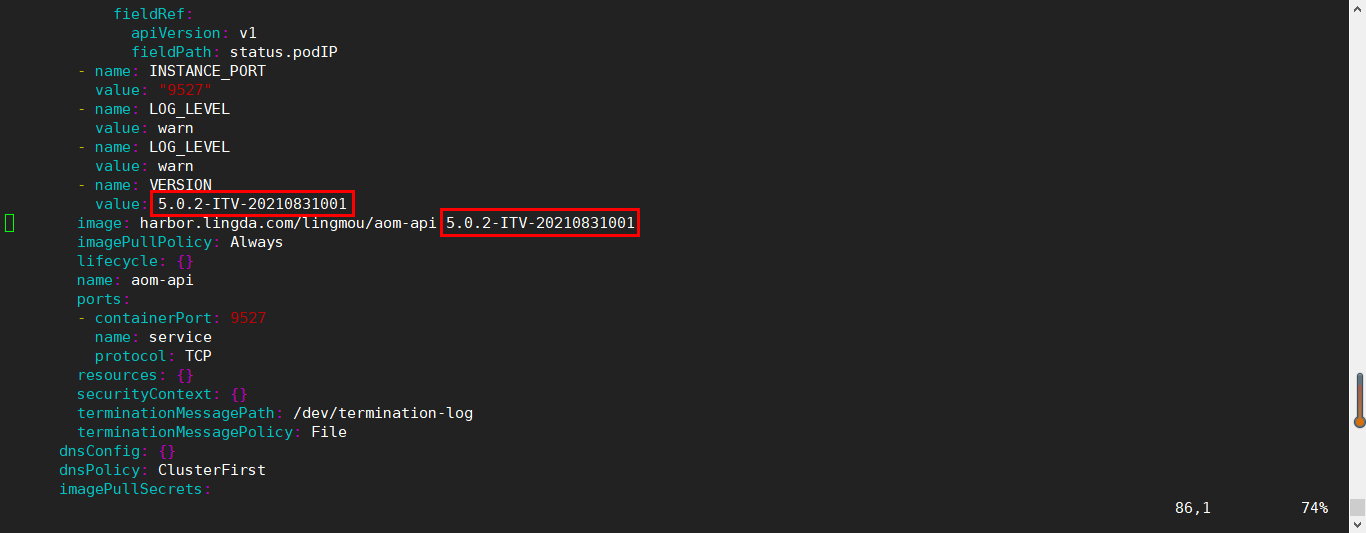 fieldRef:
apiVersion: v1
fieldPath: status.podIP
- name: INSTANCE_PORT
value: "9527"
- name: LOG_LEVEL
value: warn
- name: LOG_LEVEL
value: warn
- name: VERSION
value: 5.0.2-ITV-20210831001
image: harbor.lingda.com/lingmou/aom-api 5.0.2-ITV-20210831001
imagePullPolicy: Always
lifecycle: {}
name: aom-api
ports:
- containerPort: 9527
name: service
protocol: TCP
resources: {}
securityContext: {}
terminationMessagePath: /dev/termination-log
terminationMessagePolicy: File
dnsConfig: {}
dnsPolicy: ClusterFirst
imagePullSecrets:
86,1 74%